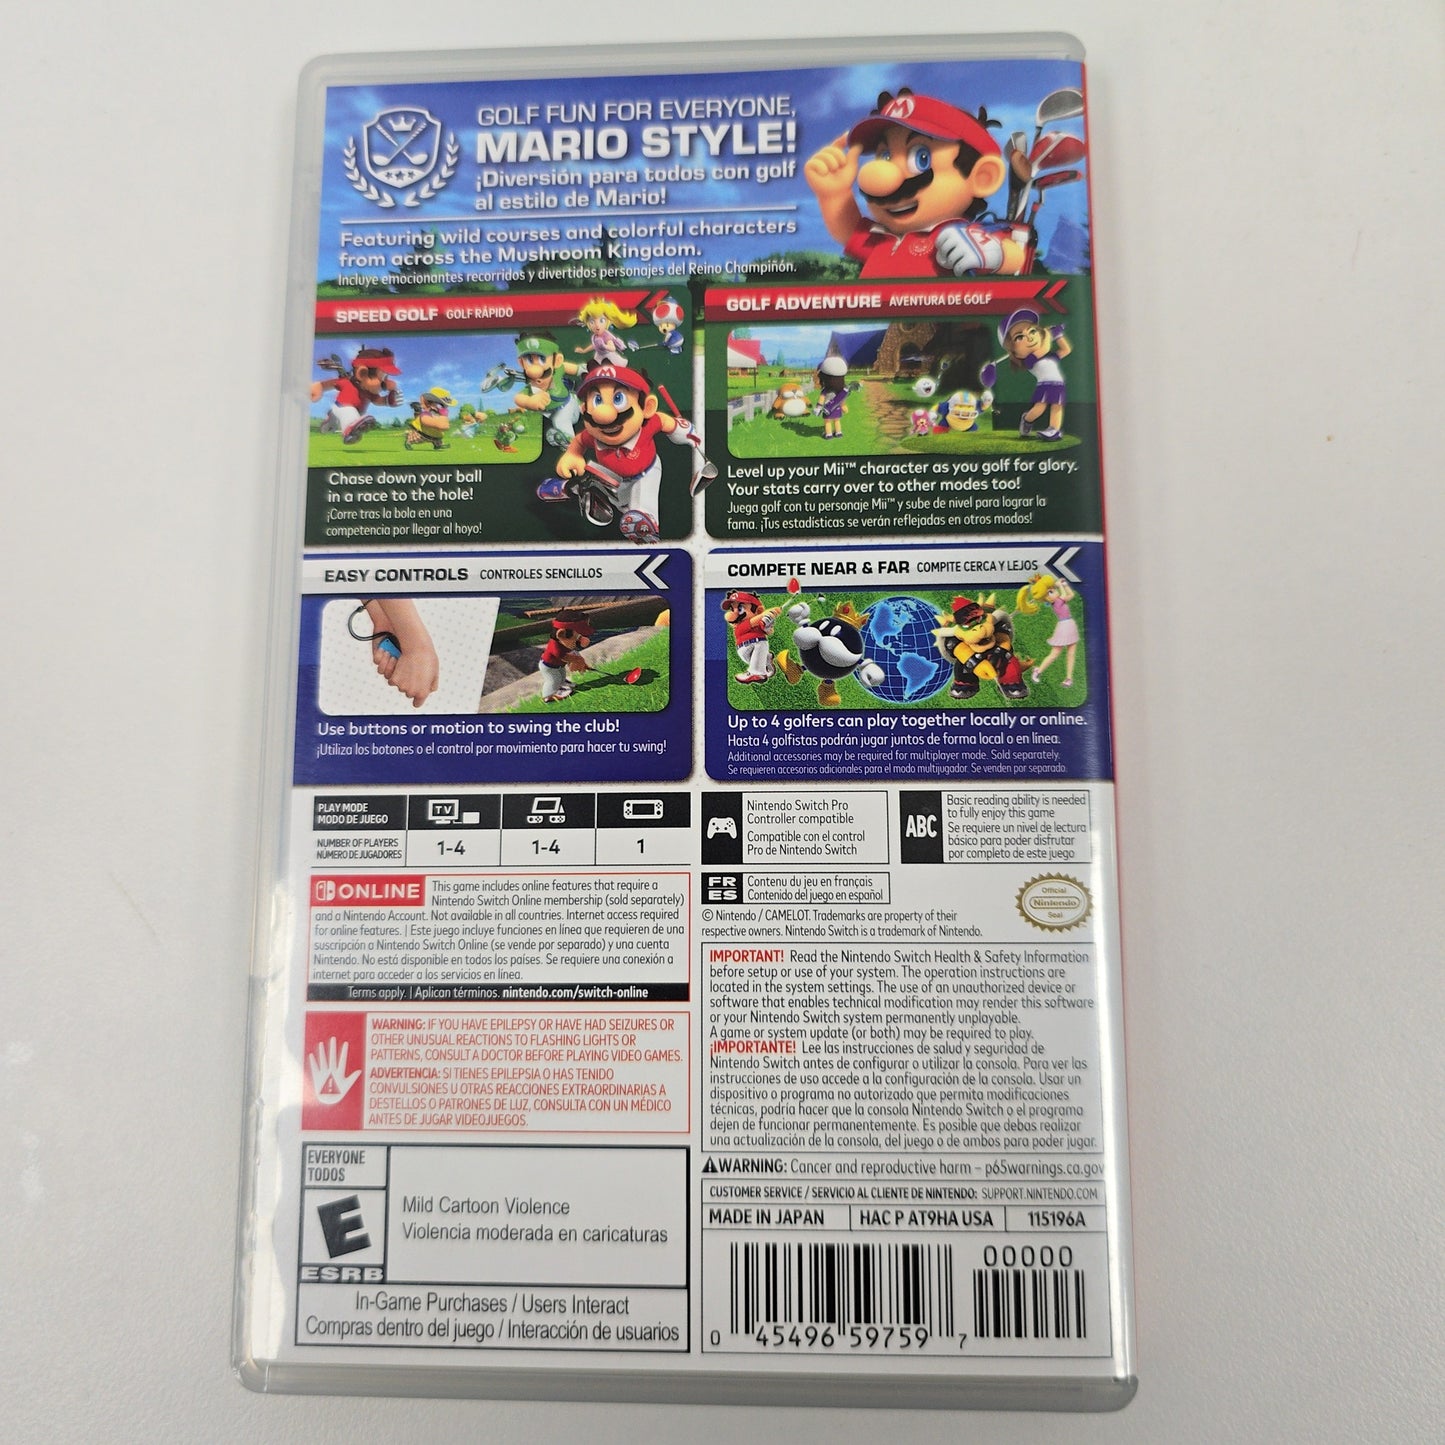 GOLF FUN FOR EVERYONE,
MARIO STYLE!
¡Diversión para todos con golf
al estilo de Mario!
Featuring wild courses and colorful characters
from across the Mushroom Kingdom.
Incluye emocionantes recorridos y divertidos personajes del Reino Champiñón.
SPEED GOLF GOLF RÁPIDO
Chase down your ball
in a race to the hole!
¡Corre tras la bola en una
competencia por llegar al hoyo!
GOLF ADVENTURE AVENTURA DE GOLF
Level up your Mii™ character as you golf for glory.
Your stats carry over to other modes too!
Juega golf con tu personaje Mii™ y sube de nivel para lograr la
fama. ¡Tus estadísticas se verán reflejadas en otros modos!
EASY CONTROLS CONTROLES SENCILLOS
Use buttons or motion to swing the club!
¡Utiliza los botones o el control por movimiento para hacer tu swing!
COMPETE NEAR & FAR COMPITE CERCA Y LEJOS
Up to 4 golfers can play together locally or online.
Hasta 4 golfistas podrán jugar juntos de forma local o en línea.
Additional accessories may be required for multiplayer mode. Sold separately.
Se requieren accesorios adicionales para el modo multijugador. Se venden por separado.
PLAY MODE
MODO DE JUEGO
TV
NUMBER OF PLAYERS
NÚMERO DE JUGADORES
1-4
1-4
1
Nintendo Switch Pro
Controller compatible
Compatible con el control
Pro de Nintendo Switch
ABC
Basic reading ability is needed
to fully enjoy this game
Se requiere un nivel de lectura
básico para poder disfrutar
por completo de este juego
FR
ES
Contenu du jeu en français
Contenido del juego en español
Official
Nintendo
Seal
© Nintendo / CAMELOT. Trademarks are property of their
respective owners. Nintendo Switch is a trademark of Nintendo.
ONLINE
This game includes online features that require a
Nintendo Switch Online membership (sold separately)
and a Nintendo Account. Not available in all countries. Internet access required
for online features. | Este juego incluye funciones en línea que requieren de una
suscripción a Nintendo Switch Online (se vende por separado) y una cuenta
Nintendo. No está disponible en todos los países. Se requiere una conexión a
internet para acceder a los servicios en línea.
Terms apply. | Aplican términos. nintendo.com/switch-online
WARNING: IF YOU HAVE EPILEPSY OR HAVE HAD SEIZURES OR
OTHER UNUSUAL REACTIONS TO FLASHING LIGHTS OR
PATTERNS, CONSULT A DOCTOR BEFORE PLAYING VIDEO GAMES.
ADVERTENCIA: SI TIENES EPILEPSIA O HAS TENIDO
CONVULSIONES U OTRAS REACCIONES EXTRAORDINARIAS A
DESTELLOS O PATRONES DE LUZ, CONSULTA CON UN MÉDICO
ANTES DE JUGAR VIDEOJUEGOS.
IMPORTANT! Read the Nintendo Switch Health & Safety Information
before setup or use of your system. The operation instructions are
located in the system settings. The use of an unauthorized device or
software that enables technical modification may render this software
or your Nintendo Switch system permanently unplayable.
A game or system update (or both) may be required to play.
¡IMPORTANTE! Lee las instrucciones de salud y seguridad de
Nintendo Switch antes de configurar o utilizar la consola. Para ver las
instrucciones de uso accede a la configuración de la consola. Usar un
dispositivo o programa no autorizado que permita modificaciones
técnicas, podría hacer que la consola Nintendo Switch o el programa
dejen de funcionar permanentemente. Es posible que debas realizar
una actualización de la consola, del juego o de ambos para poder jugar.
WARNING: Cancer and reproductive harm – p65warnings.ca.gov
CUSTOMER SERVICE / SERVICIO AL CLIENTE DE NINTENDO: SUPPORT.NINTENDO.COM
MADE IN JAPAN HAC P AT9HA USA 115196A
EVERYONE
TODOS
E
ESRB
Mild Cartoon Violence
Violencia moderada en caricaturas
In-Game Purchases / Users Interact
Compras dentro del juego / Interacción de usuarios
00000
0 45496 59759 7